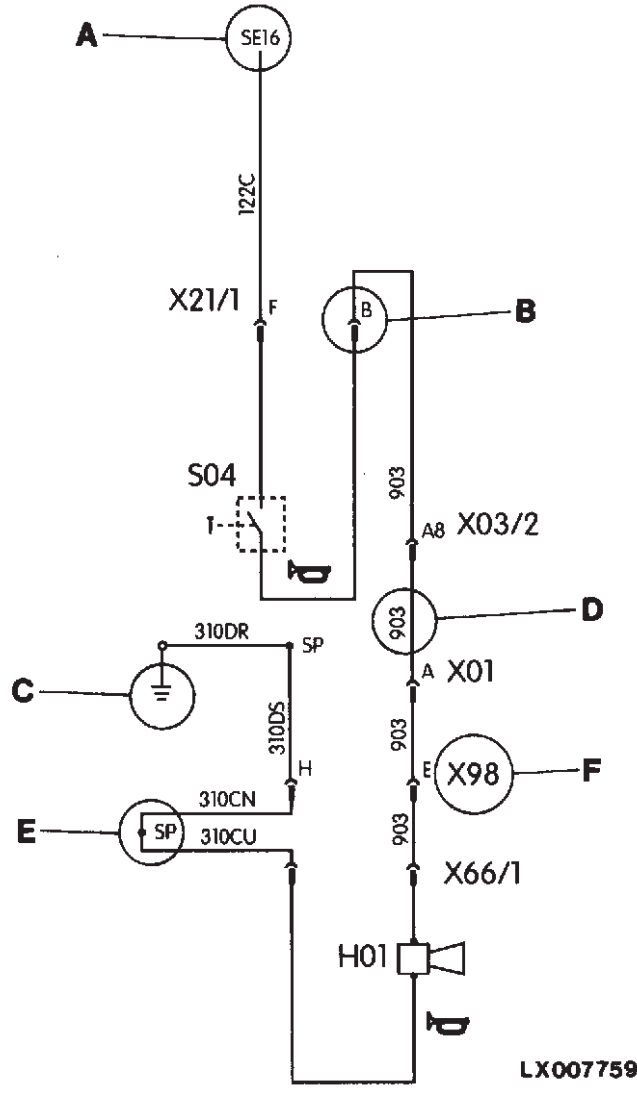 A
SE16
122C
X21/1
F
B
B
S04
903
A8
X03/2
903
D
310DR
SP
A
X01
C
310DS
903
H
E
X98
F
310CN
E
SP
310CU
903
X66/1
H01
LX007759